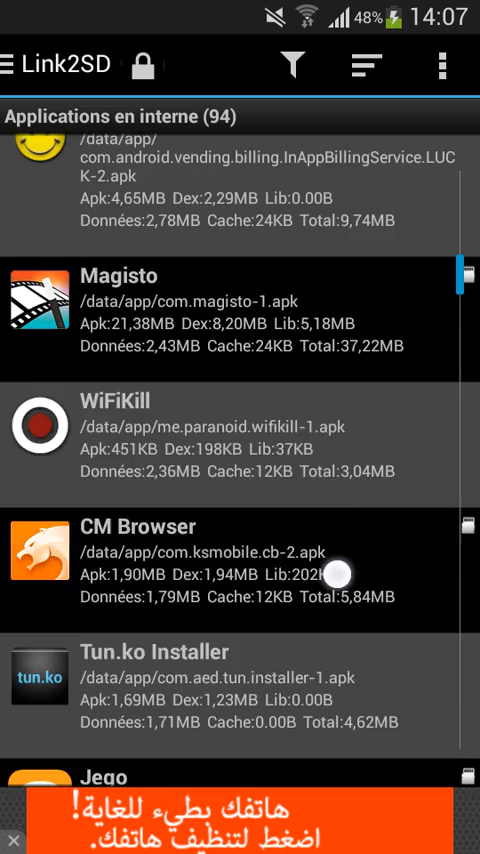 48% 14:07
Link2SD
Applications en interne (94)
/data/app/
com.android.vending.billing.InAppBillingService.LUC
K-2.apk
Apk:4,65MB Dex:2,29MB Lib:0.00B
Données:2,78MB Cache:24KB Total:9,74MB
Magisto
/data/app/com.magisto-1.apk
Apk:21,38MB Dex:8,20MB Lib:5,18MB
Données:2,43MB Cache:24KB Total:37,22MB
WiFiKill
/data/app/me.paranoid.wifikill-1.apk
Apk:451KB Dex:198KB Lib:37KB
Données:2,36MB Cache:12KB Total:3,04MB
CM Browser
/data/app/com.ksmobile.cb-2.apk
Apk:1,90MB Dex:1,94MB Lib:202
Données:1,79MB Cache:12KB Total:5,84MB
tun.ko
Tun.ko Installer
/data/app/com.aed.tun.installer-1.apk
Apk:1,69MB Dex:1,23MB Lib:0.00B
Données:1,71MB Cache:0.00B Total:4,62MB
Jego
هاتفك بطيء للغاية!
اضغط لتنظيف هاتفك.